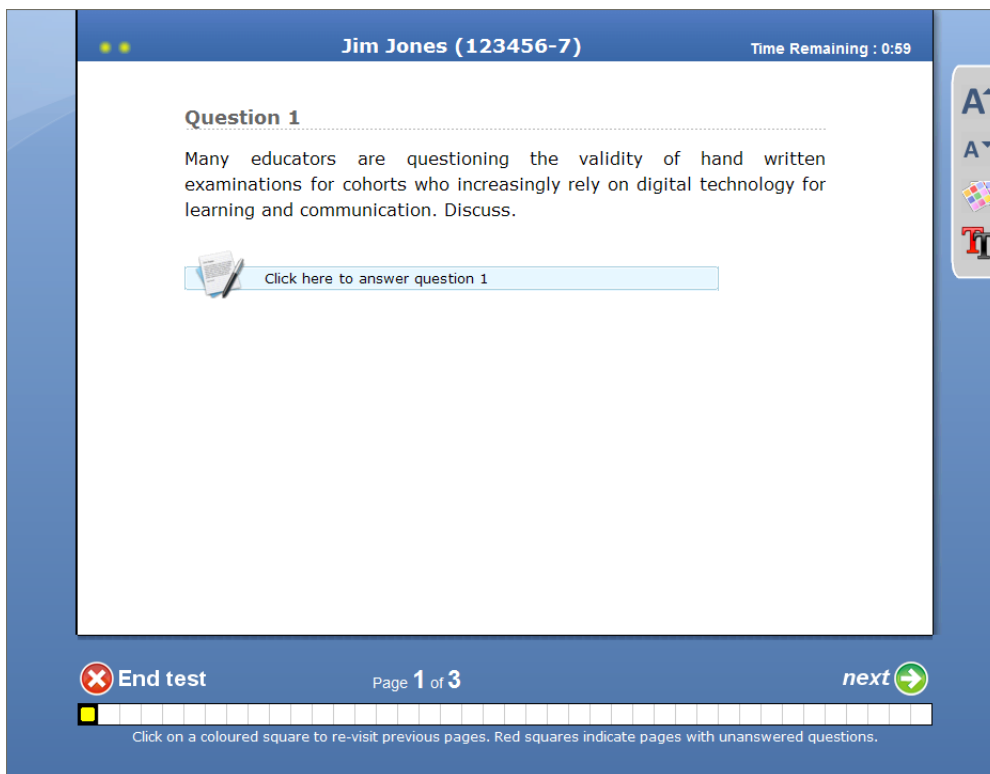 Jim Jones (123456-7)
Time Remaining : 0:59
Question 1
Many educators are questioning the validity of hand written
examinations for cohorts who increasingly rely on digital technology for
learning and communication. Discuss.
Click here to answer question 1
A
A
T
End test
Page 1 of 3
next
Click on a coloured square to re-visit previous pages. Red squares indicate pages with unanswered questions.